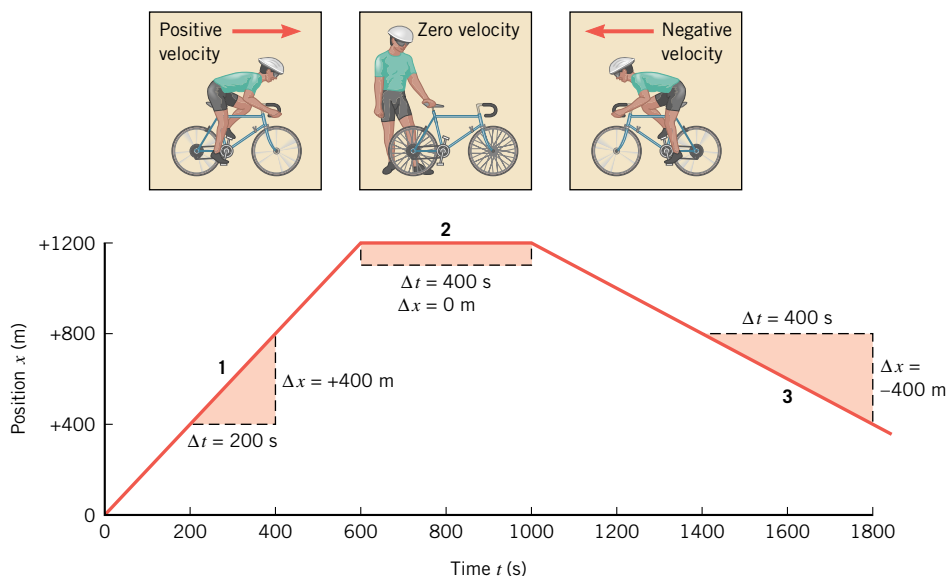 Positive
velocity
Zero velocity
Negative
velocity
Position x (m)
+1200
+800
+400
0
1
2
3
Δt = 200 s
Δx = +400 m
Δt = 400 s
Δx = 0 m
Δt = 400 s
Δx =
–400 m
0 200 400 600 800 1000 1200 1400 1600 1800
Time t (s)